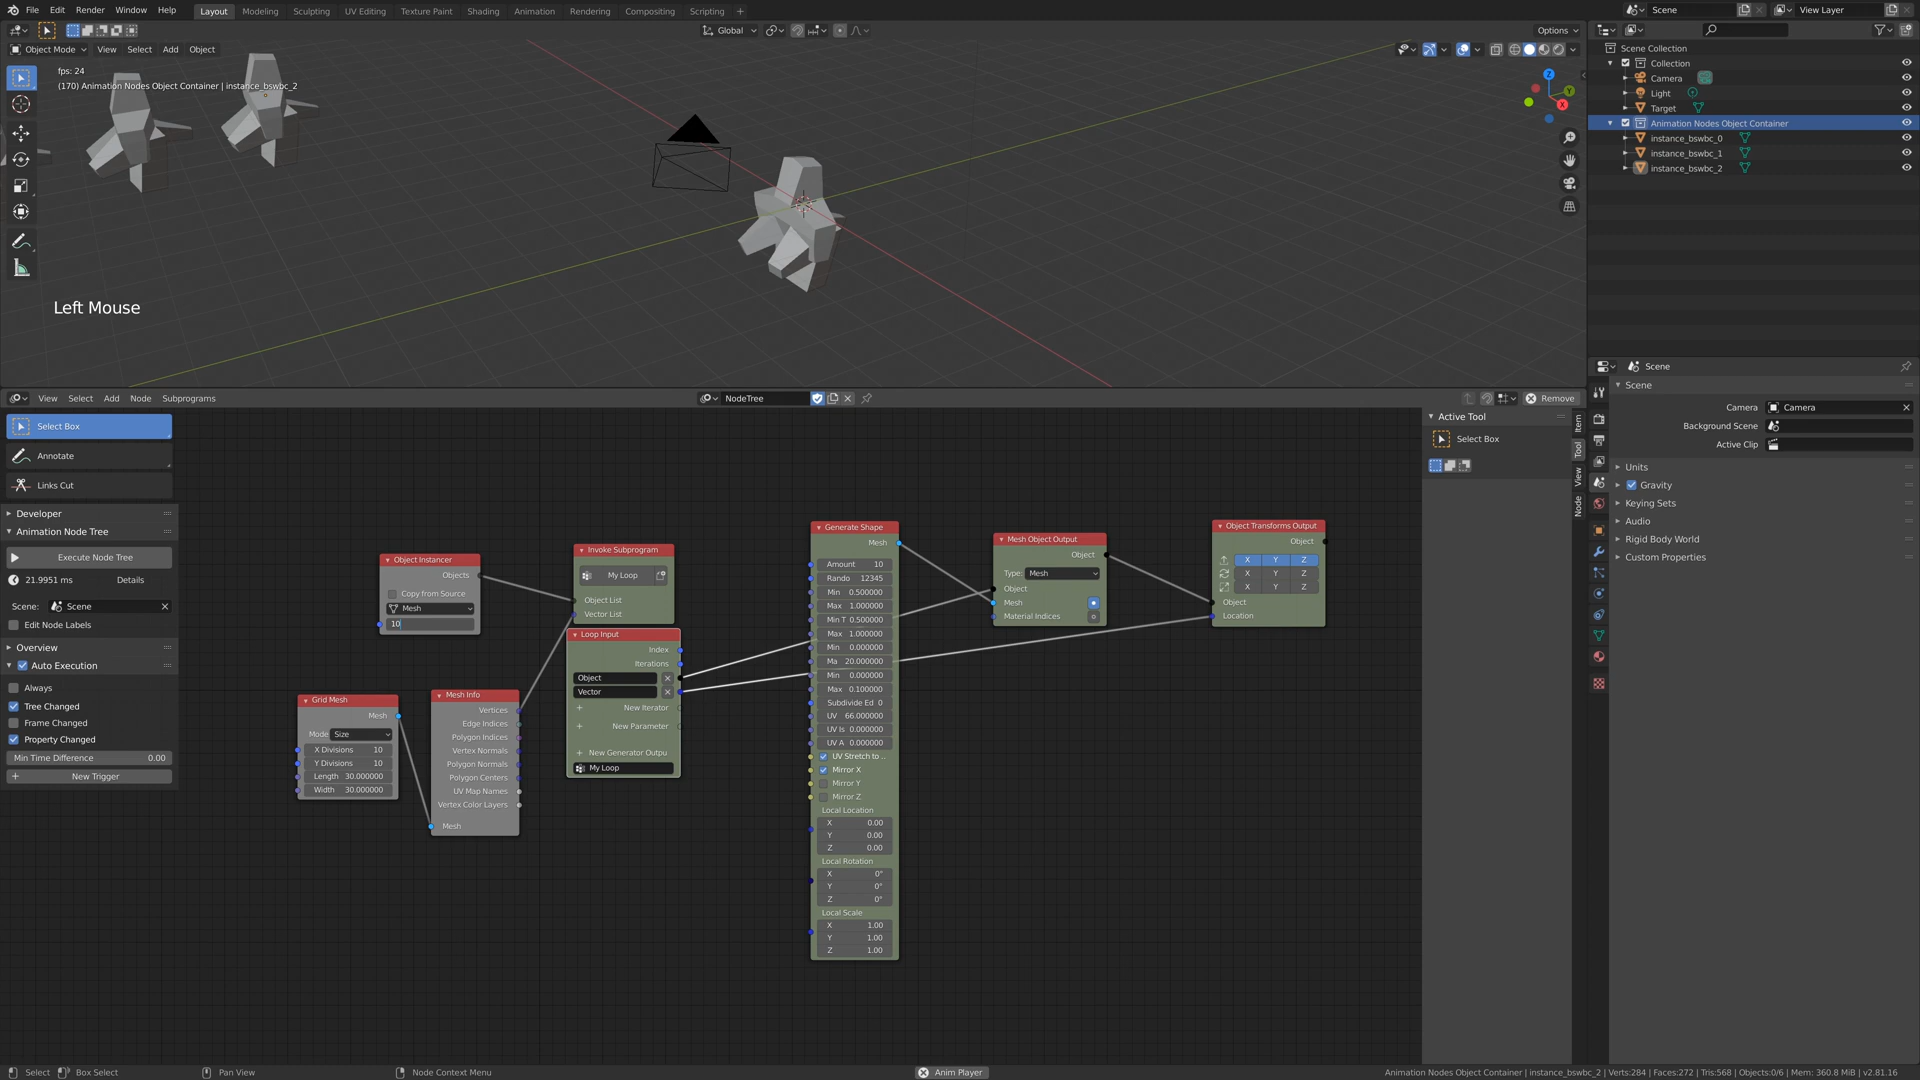 File Edit Render Window Help
Layout Modeling Sculpting UV Editing Texture Paint Shading Animation Rendering Compositing Scripting +
Scene
View Layer
Global
Options
Object Mode View Select Add Object
fps: 24
(170) Animation Nodes Object Container | instance_bswbc_2
Left Mouse
Z
Y
X
Scene Collection
Collection
Camera
Light
Target
Animation Nodes Object Container
instance_bswbc_0
instance_bswbc_1
instance_bswbc_2
View Select Add Node Subprograms
NodeTree
Remove
Select Box
Annotate
Links Cut
Developer
Animation Node Tree
Execute Node Tree
21.9951 ms Details
Scene: Scene
Edit Node Labels
Overview
Auto Execution
Always
Tree Changed
Frame Changed
Property Changed
Min Time Difference 0.00
New Trigger
Object Instancer
Objects
Copy from Source
Mesh
10
Grid Mesh
Mesh
Mode Size
X Divisions 10
Y Divisions 10
Length 30.000000
Width 30.000000
Mesh Info
Vertices
Edge Indices
Polygon Indices
Vertex Normals
Polygon Normals
Polygon Centers
UV Map Names
Vertex Color Layers
Mesh
Invoke Subprogram
My Loop
Object List
Vector List
Loop Input
Index
Iterations
Object
Vector
New Iterator
New Parameter
New Generator Outpu
My Loop
Generate Shape
Mesh
Amount 10
Rando 12345
Min 0.500000
Max 1.000000
Min T 0.500000
Max 1.000000
Min 0.000000
Ma 20.000000
Min 0.000000
Max 0.100000
Subdivide Ed 0
UV 66.000000
UV Is 0.000000
UV A 0.000000
UV Stretch to ..
Mirror X
Mirror Y
Mirror Z
Local Location
X 0.00
Y 0.00
Z 0.00
Local Rotation
X 0°
Y 0°
Z 0°
Local Scale
X 1.00
Y 1.00
Z 1.00
Mesh Object Output
Object
Type: Mesh
Object
Mesh
Material Indices
Object Transforms Output
Object
X Y Z
X Y Z
X Y Z
Object
Location
Active Tool
Select Box
Item
Tool
View
Node
Scene
Scene
Camera Camera
Background Scene
Active Clip
Units
Gravity
Keying Sets
Audio
Rigid Body World
Custom Properties
Select Box Select Pan View Node Context Menu Anim Player Animation Nodes Object Container | instance_bswbc_2 | Verts:284 | Faces:272 | Tris:568 | Objects:0/6 | Mem: 360.8 MiB | v2.81.16